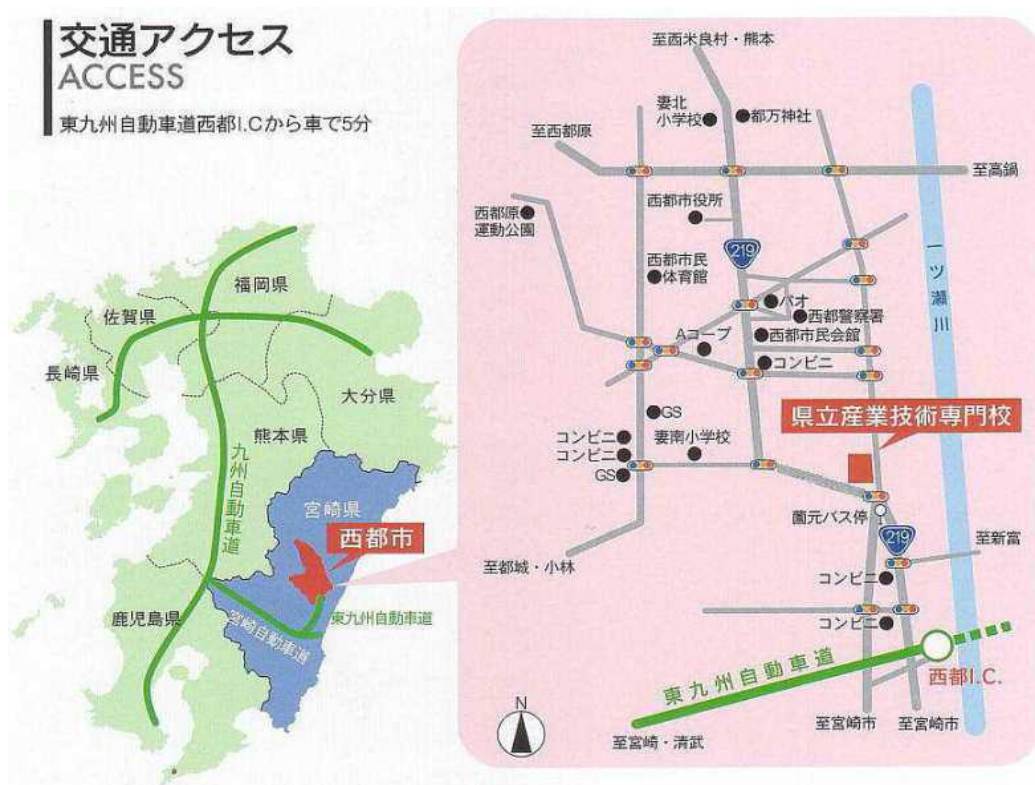 交通アクセス
ACCESS
東九州自動車道西都I.Cから車で5分
福岡県
佐賀県
長崎県
大分県
熊本県
九州自動車道
宮崎県
西都市
鹿児島県
宮崎自動車道
東九州自動車道
至西米良村・熊本
妻北
小学校
都万神社
至西都原
至高鍋
西都市役所
西都原
運動公園
219
一ツ瀬川
西都市民
体育館
パオ
西都警察署
Aコープ
西都市民会館
コンビニ
県立産業技術専門校
GS
コンビニ
妻南小学校
コンビニ
GS
薗元バス停
219
至新富
至都城・小林
コンビニ
コンビニ
東九州自動車道
西都I.C.
至宮崎市
至宮崎市
至宮崎・清武
N